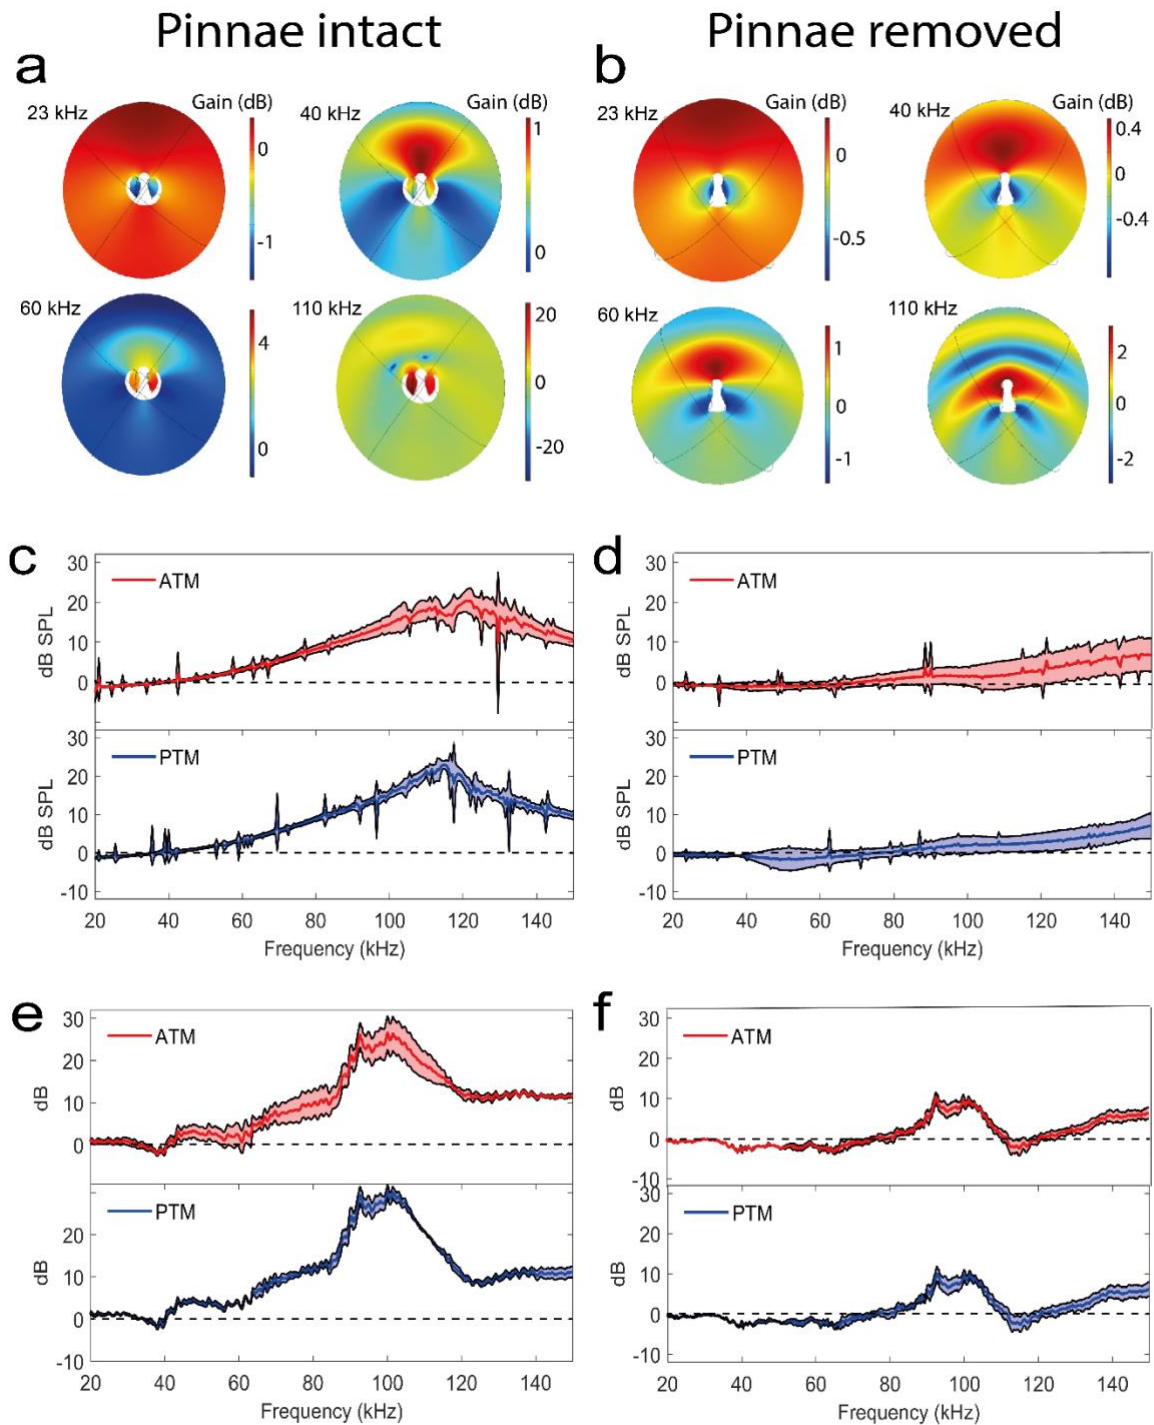 Pinnae intact
Pinnae removed
a
b
23 kHz
Gain (dB)
0
-1
40 kHz
Gain (dB)
1
0
23 kHz
Gain (dB)
0
-0.5
40 kHz
Gain (dB)
0.4
0
-0.4
60 kHz
4
0
110 kHz
20
0
-20
60 kHz
1
0
-1
110 kHz
2
0
-2
c
30
20
10
0
dB SPL
ATM
30
20
10
0
-10
dB SPL
PTM
20 40 60 80 100 120 140
Frequency (kHz)
d
30
20
10
0
dB SPL
ATM
30
20
10
0
-10
dB SPL
PTM
20 40 60 80 100 120 140
Frequency (kHz)
e
30
20
10
0
dB
ATM
20
10
0
-10
dB
PTM
20 40 60 80 100 120 140
Frequency (kHz)
f
30
20
10
0
-10
dB
ATM
30
20
10
0
-10
dB
PTM
20 40 60 80 100 120 140
Frequency (kHz)